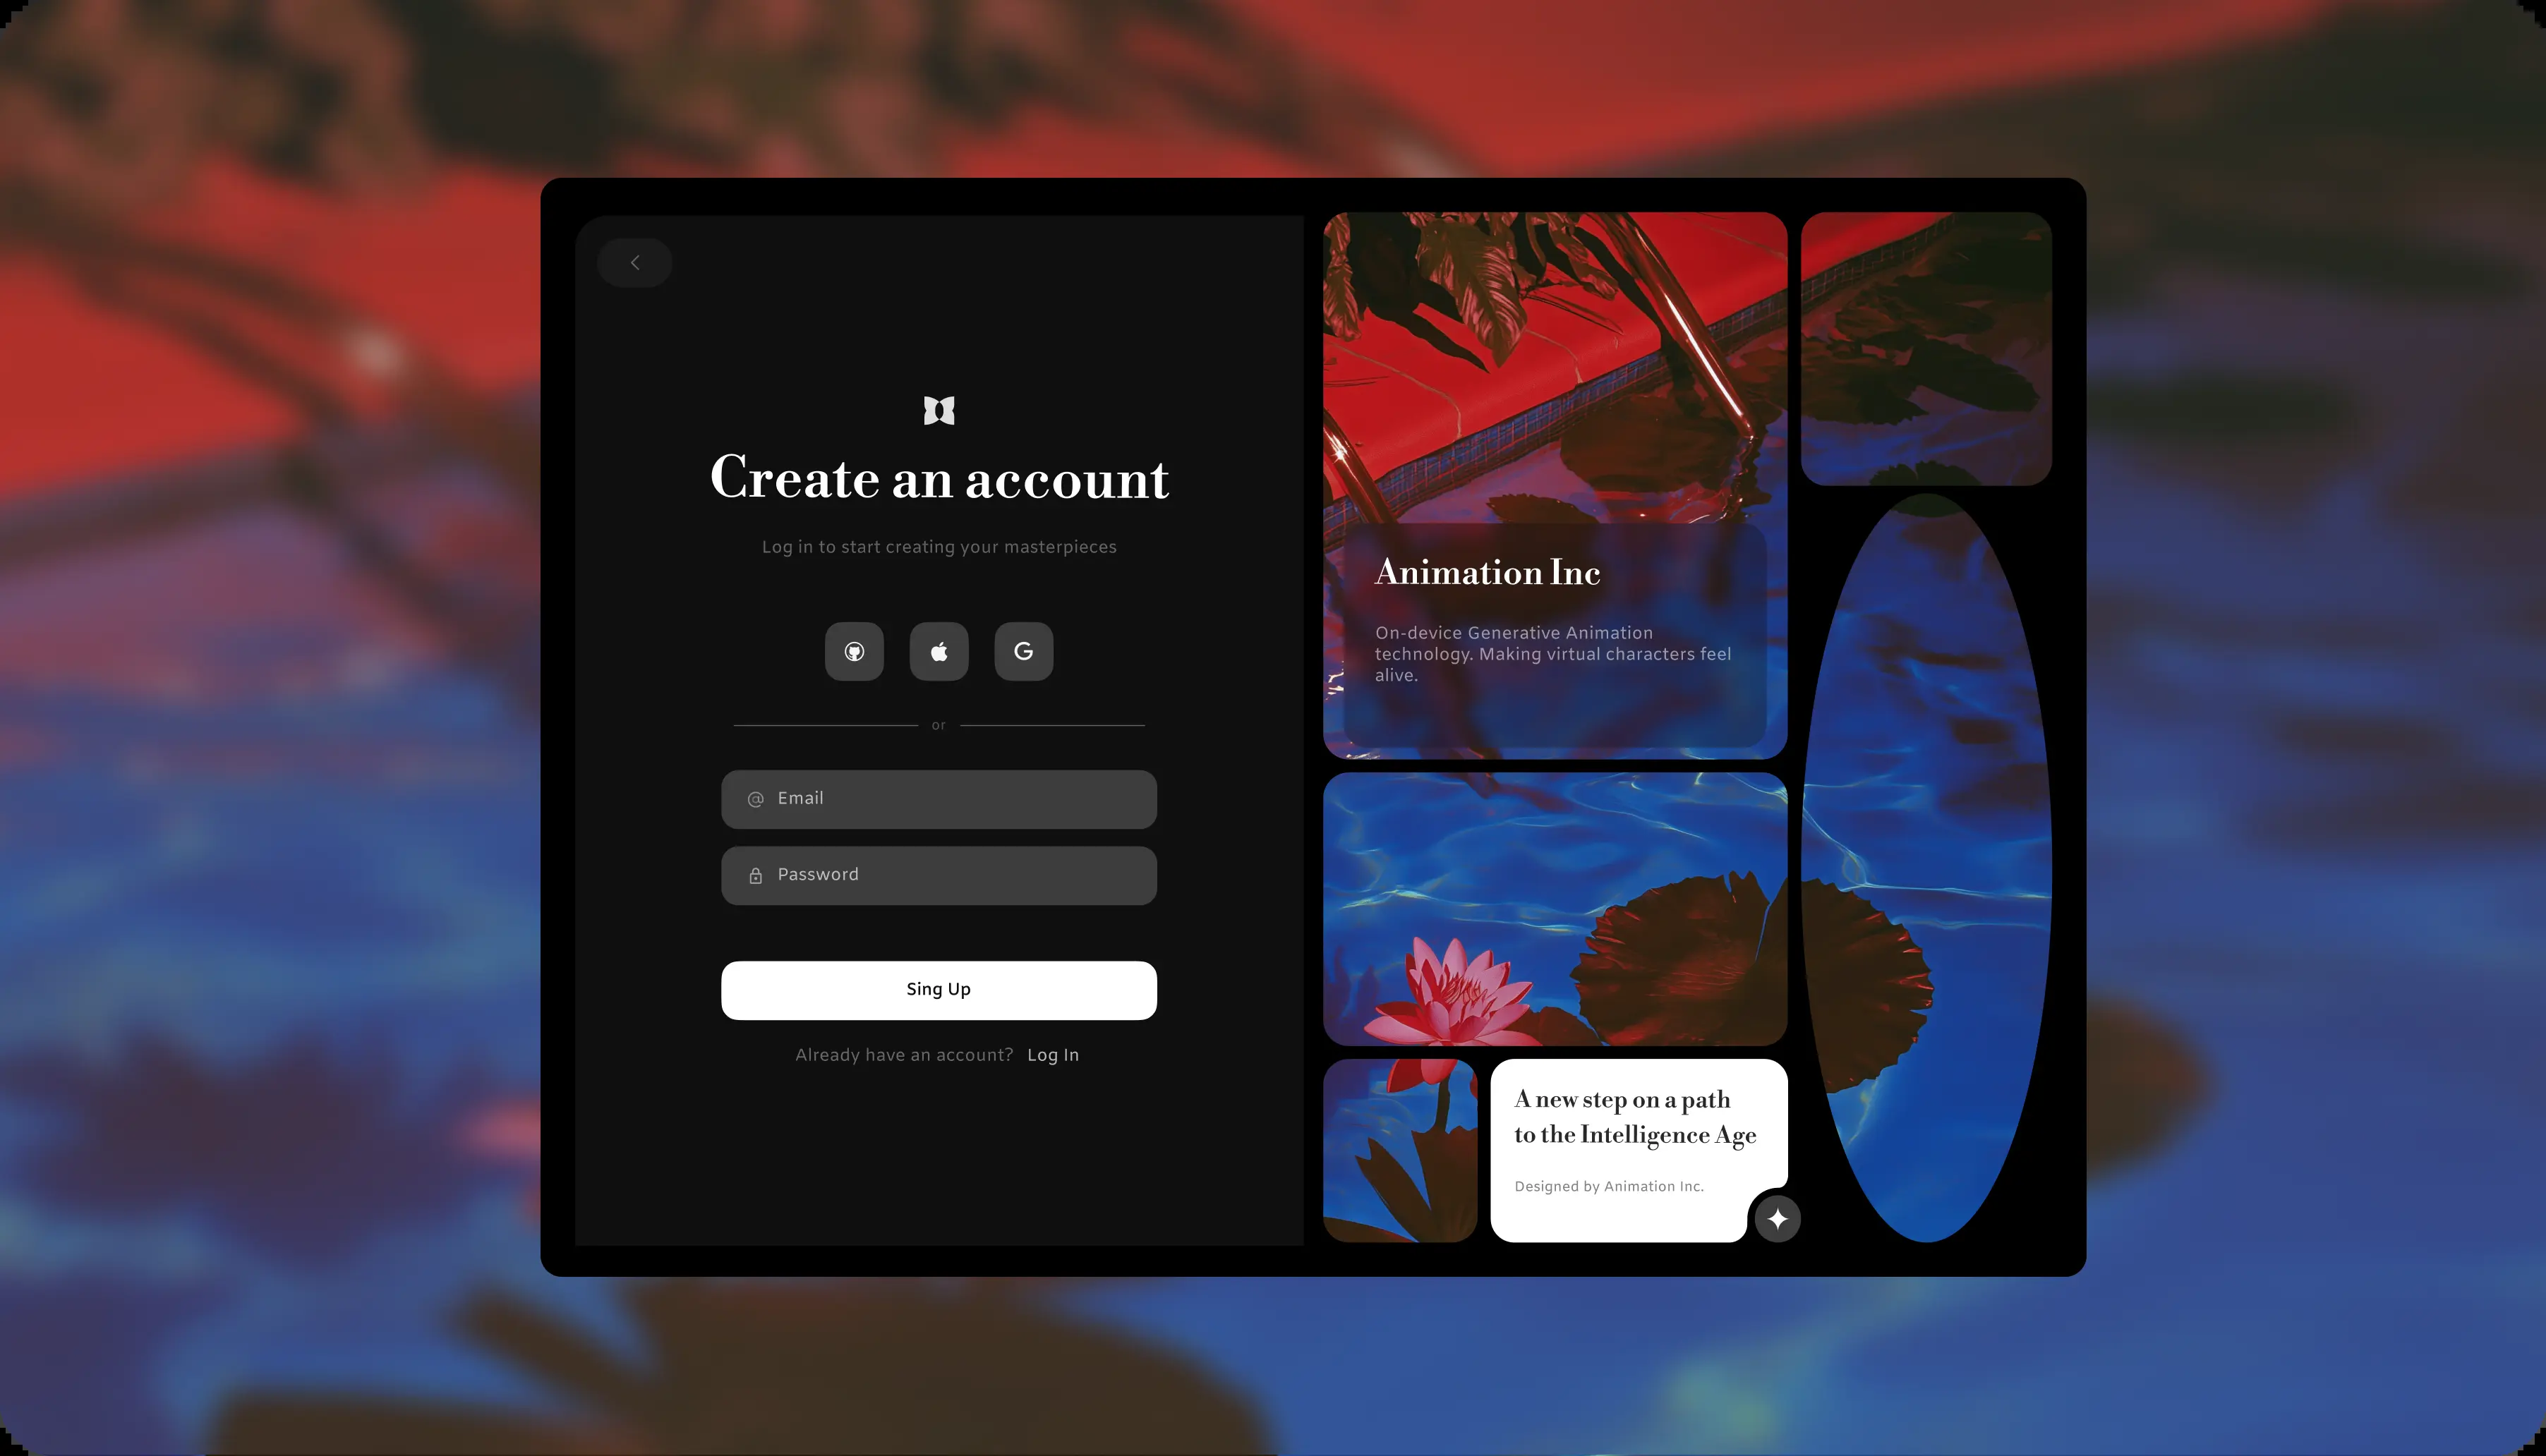 Create an account
Log in to start creating your masterpieces
or
Email
Password
Sing Up
Already have an account? Log In
Animation Inc
On-device Generative Animation
technology. Making virtual characters feel
alive.
A new step on a path
to the Intelligence Age
Designed by Animation Inc.